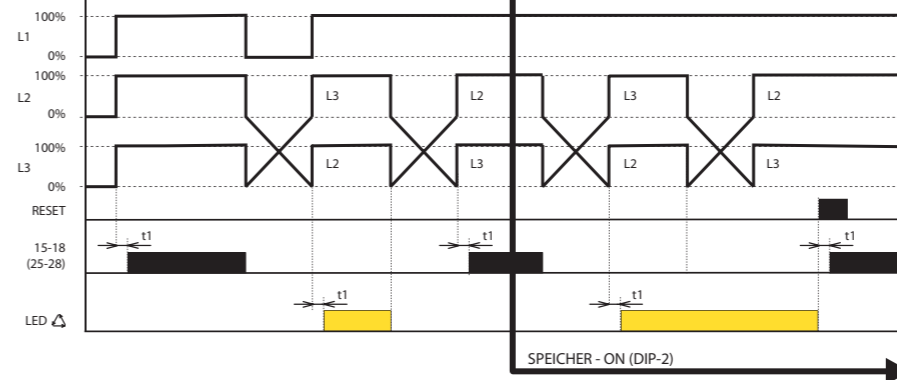 100%
L1
0%
100%
L2
0%
L3 L2 L3 L2
100%
L3
0%
L2 L3 L2 L3
RESET
t1 t1 t1
15-18
(25-28)
t1 t1
LED
SPEICHER - ON (DIP-2)